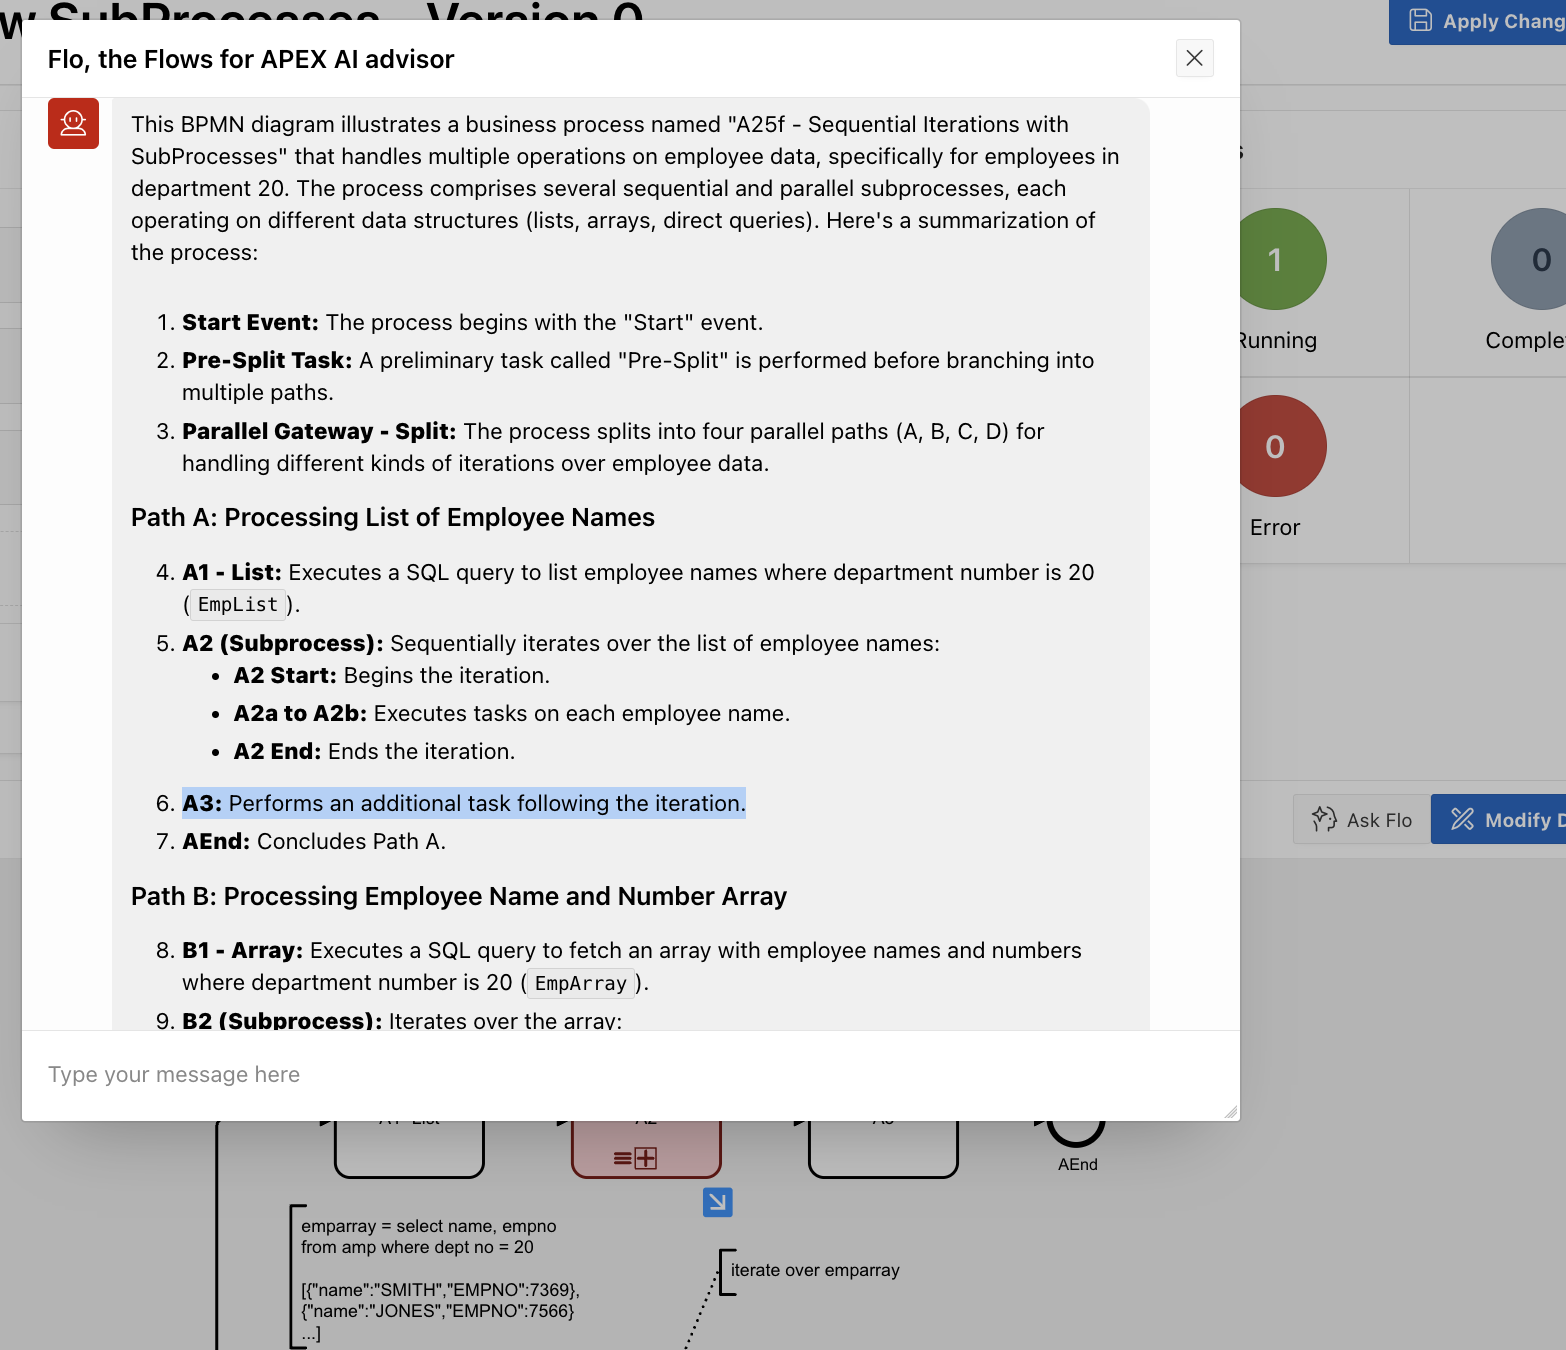 w SubProcesses - Version 0
Apply Chang
Flo, the Flows for APEX AI advisor
This BPMN diagram illustrates a business process named "A25f - Sequential Iterations with
SubProcesses" that handles multiple operations on employee data, specifically for employees in
department 20. The process comprises several sequential and parallel subprocesses, each
operating on different data structures (lists, arrays, direct queries). Here's a summarization of
the process:
1. Start Event: The process begins with the "Start" event.
2. Pre-Split Task: A preliminary task called "Pre-Split" is performed before branching into
multiple paths.
3. Parallel Gateway - Split: The process splits into four parallel paths (A, B, C, D) for
handling different kinds of iterations over employee data.
Path A: Processing List of Employee Names
4. A1 - List: Executes a SQL query to list employee names where department number is 20
(EmpList).
5. A2 (Subprocess): Sequentially iterates over the list of employee names:
• A2 Start: Begins the iteration.
• A2a to A2b: Executes tasks on each employee name.
• A2 End: Ends the iteration.
6. A3: Performs an additional task following the iteration.
7. AEnd: Concludes Path A.
Path B: Processing Employee Name and Number Array
8. B1 - Array: Executes a SQL query to fetch an array with employee names and numbers
where department number is 20 (EmpArray).
9. B2 (Subprocess): Iterates over the array:
Type your message here
s
1
Running
0
Comple
0
Error
Ask Flo
Modify D
AEnd
emparray = select name, empno
from amp where dept no = 20
[{"name":"SMITH","EMPNO":7369},
{"name":"JONES","EMPNO":7566}
...]
iterate over emparray